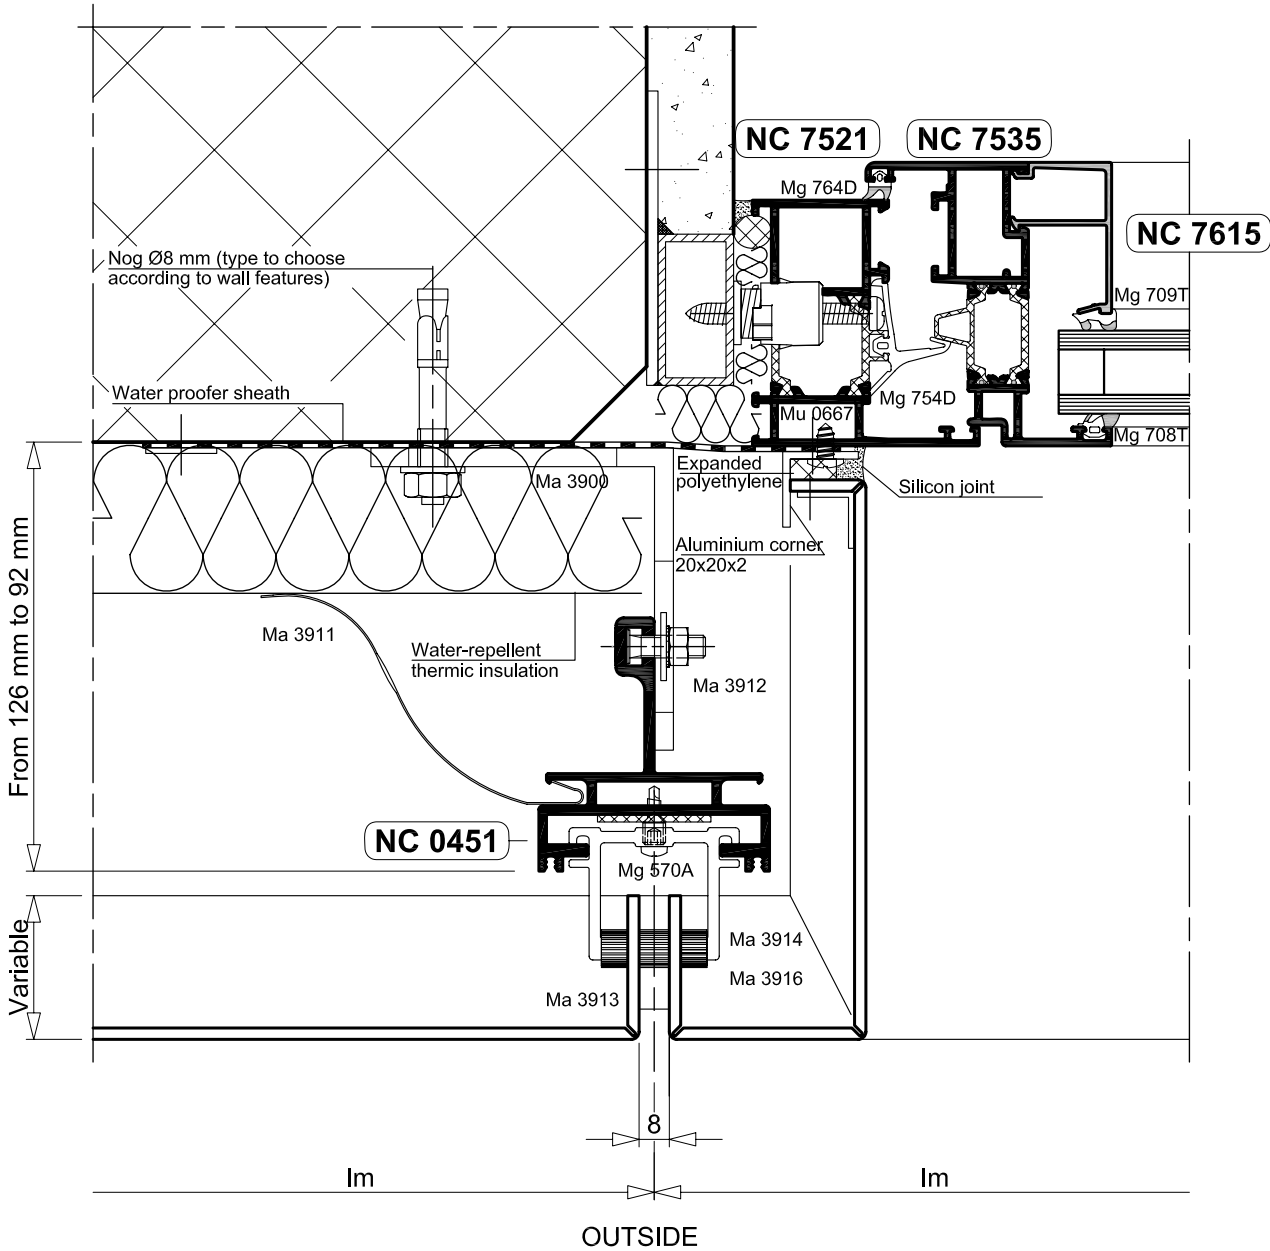 NC 7521
NC 7535
Mg 764D
NC 7615
Nog Ø8 mm (type to choose
according to wall features)
Mg 709T
Water proofer sheath
Mg 754D
Mu 0667
Mg 708T
Expanded
polyethylene
Ma 3900
Silicon joint
Aluminium corner
20x20x2
From 126 mm to 92 mm
Ma 3911
Water-repellent
thermic insulation
Ma 3912
NC 0451
Mg 570A
Variable
Ma 3914
Ma 3916
Ma 3913
8
lm
lm
OUTSIDE